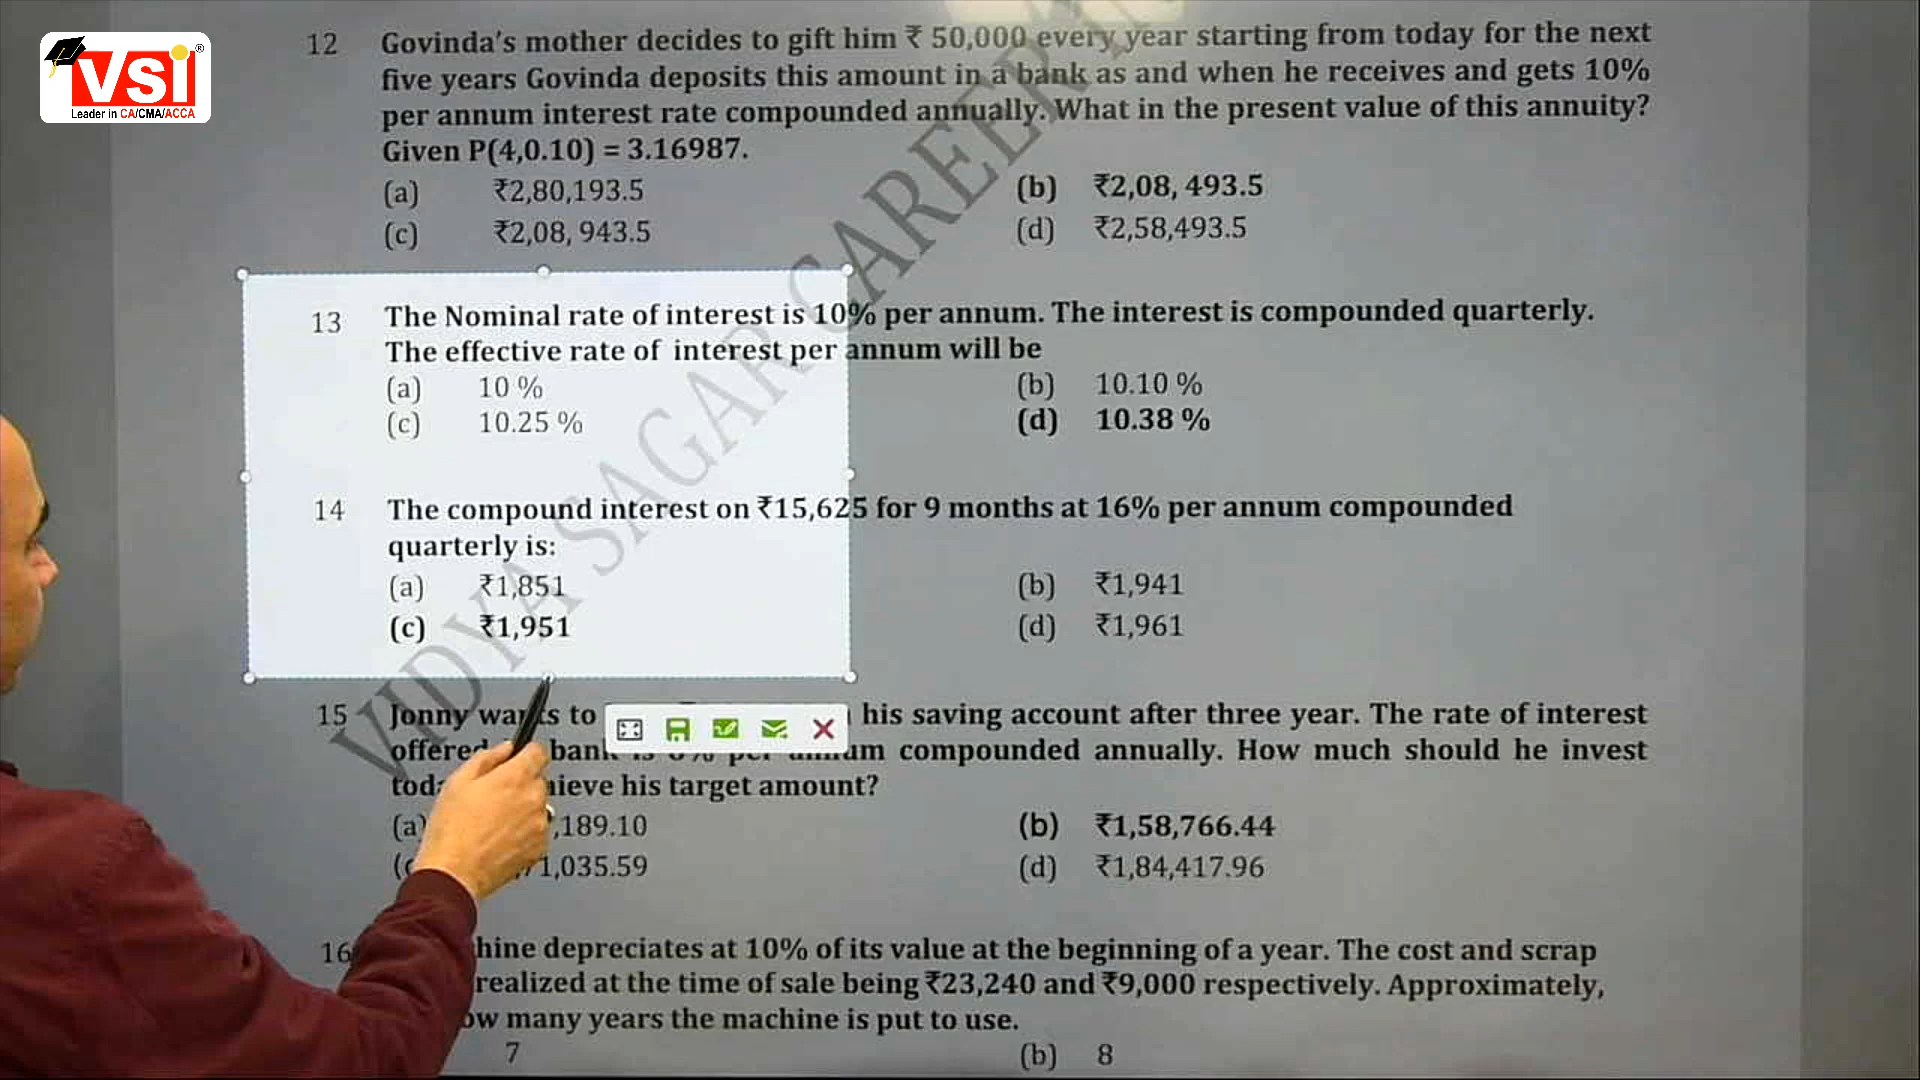 VSI®
Leader in CA/CMA/ACCA
12 Govinda's mother decides to gift him ₹ 50,000 every year starting from today for the next
five years Govinda deposits this amount in a bank as and when he receives and gets 10%
per annum interest rate compounded annually. What in the present value of this annuity?
Given P(4,0.10) = 3.16987.
(a) ₹2,80,193.5 (b) ₹2,08, 493.5
(c) ₹2,08, 943.5 (d) ₹2,58,493.5
13 The Nominal rate of interest is 10% per annum. The interest is compounded quarterly.
The effective rate of interest per annum will be
(a) 10 % (b) 10.10 %
(c) 10.25 % (d) 10.38 %
14 The compound interest on ₹15,625 for 9 months at 16% per annum compounded
quarterly is:
(a) ₹1,851 (b) ₹1,941
(c) ₹1,951 (d) ₹1,961
15 Jonny wants to his saving account after three year. The rate of interest
offered compounded annually. How much should he invest
his target amount?
(a) ,189.10 (b) ₹1,58,766.44
1,035.59 (d) ₹1,84,417.96
16 depreciates at 10% of its value at the beginning of a year. The cost and scrap
realized at the time of sale being ₹23,240 and ₹9,000 respectively. Approximately,
many years the machine is put to use.
7 (b) 8
VIDYA SAGAR CAREER